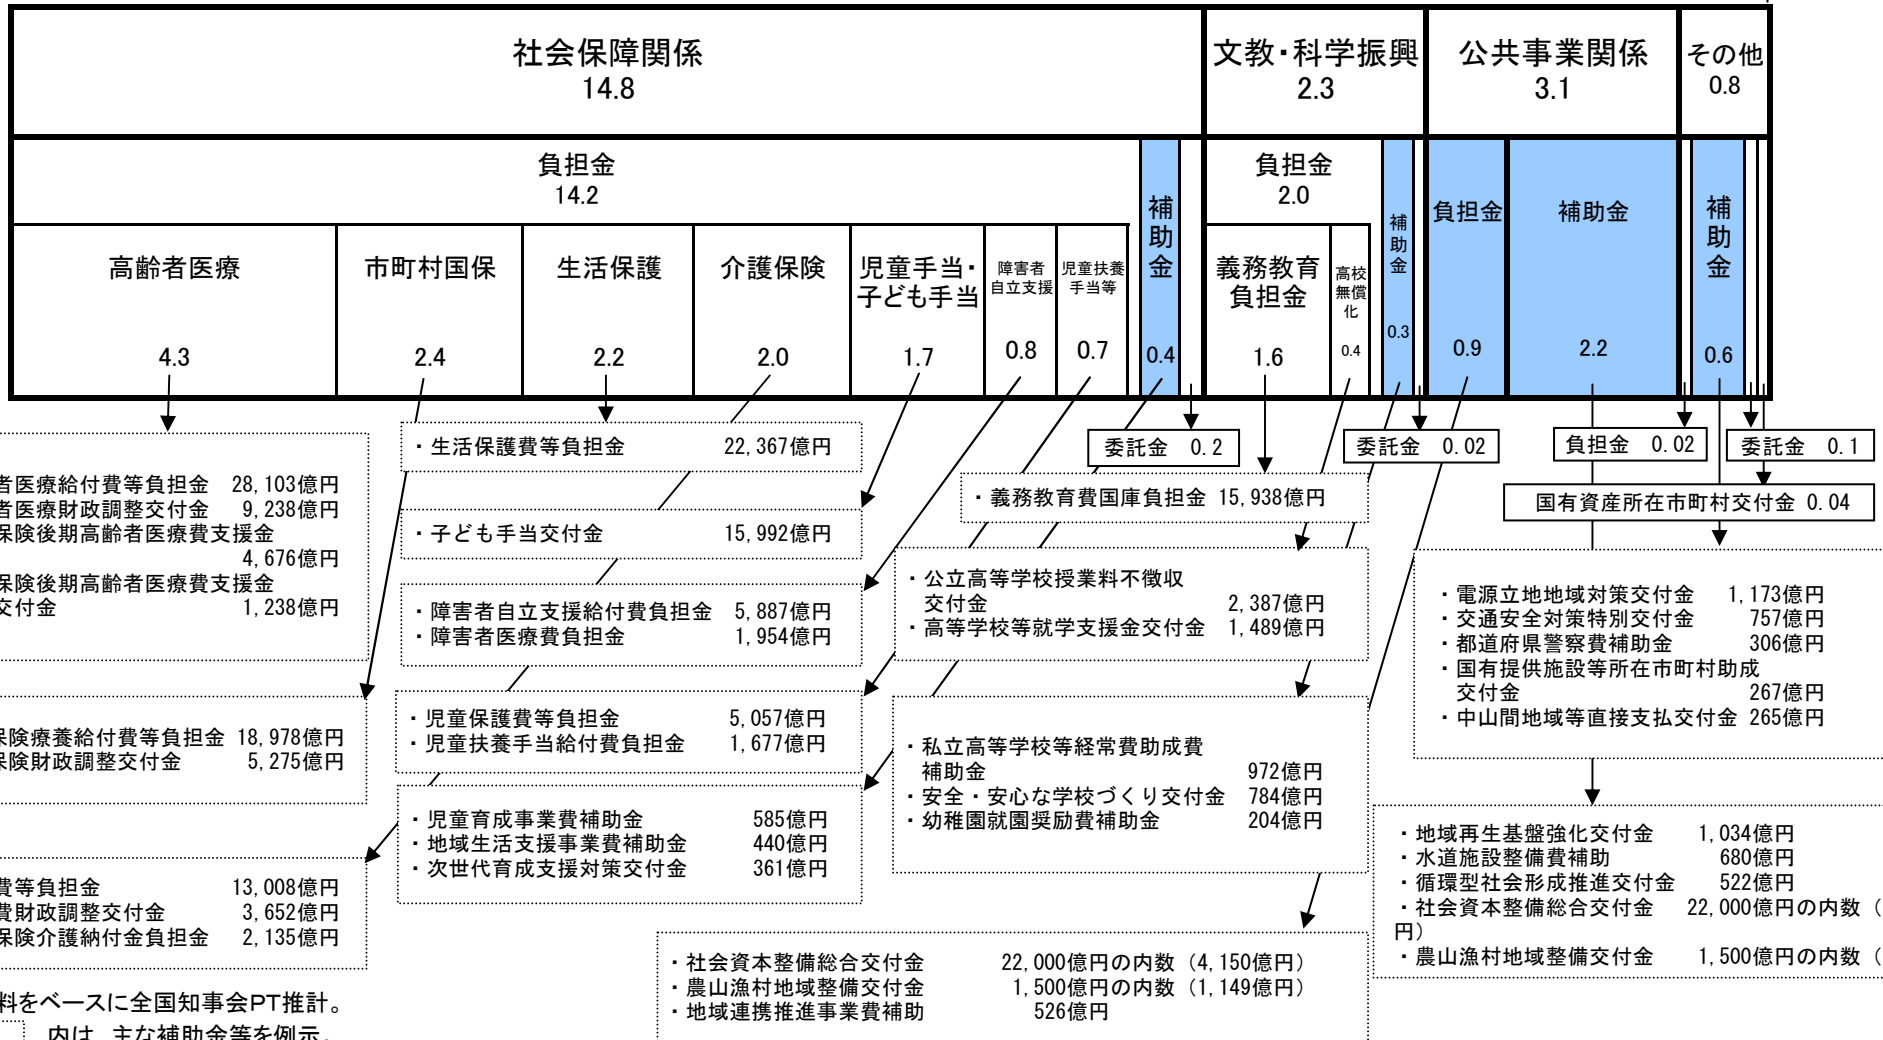 社会保障関係
14.8
文教・科学振興
2.3
公共事業関係
3.1
その他
0.8
負担金
14.2
補助金
0.4
負担金
2.0
補助金
0.3
負担金
0.9
補助金
2.2
補助金
0.6
高齢者医療
4.3
市町村国保
2.4
生活保護
2.2
介護保険
2.0
児童手当・
子ども手当
1.7
障害者
自立支援
0.8
児童扶養
手当等
0.7
義務教育
負担金
1.6
高校
無償
化
0.4
委託金 0.2
委託金 0.02
負担金 0.02
委託金 0.1
国有資産所在市町村交付金 0.04
者医療給付費等負担金 28,103億円
者医療財政調整交付金 9,238億円
保険後期高齢者医療費支援金
4,676億円
保険後期高齢者医療費支援金
交付金 1,238億円
保険療養給付費等負担金 18,978億円
保険財政調整交付金 5,275億円
費等負担金 13,008億円
費財政調整交付金 3,652億円
保険介護納付金負担金 2,135億円
・生活保護費等負担金 22,367億円
・子ども手当交付金 15,992億円
・障害者自立支援給付費負担金 5,887億円
・障害者医療費負担金 1,954億円
・児童保護費等負担金 5,057億円
・児童扶養手当給付費負担金 1,677億円
・児童育成事業費補助金 585億円
・地域生活支援事業費補助金 440億円
・次世代育成支援対策交付金 361億円
・義務教育費国庫負担金 15,938億円
・公立高等学校授業料不徴収
交付金 2,387億円
・高等学校等就学支援金交付金 1,489億円
・私立高等学校等経常費助成費
補助金 972億円
・安全・安心な学校づくり交付金 784億円
・幼稚園就園奨励費補助金 204億円
・社会資本整備総合交付金 22,000億円の内数（4,150億円）
・農山漁村地域整備交付金 1,500億円の内数（1,149億円）
・地域連携推進事業費補助 526億円
・電源立地地域対策交付金 1,173億円
・交通安全対策特別交付金 757億円
・都道府県警察費補助金 306億円
・国有提供施設等所在市町村助成
交付金 267億円
・中山間地域等直接支払交付金 265億円
・地域再生基盤強化交付金 1,034億円
・水道施設整備費補助 680億円
・循環型社会形成推進交付金 522億円
・社会資本整備総合交付金 22,000億円の内数（
円）
・農山漁村地域整備交付金 1,500億円の内数（
料をベースに全国知事会PT推計。
内は、主な補助金等を例示。